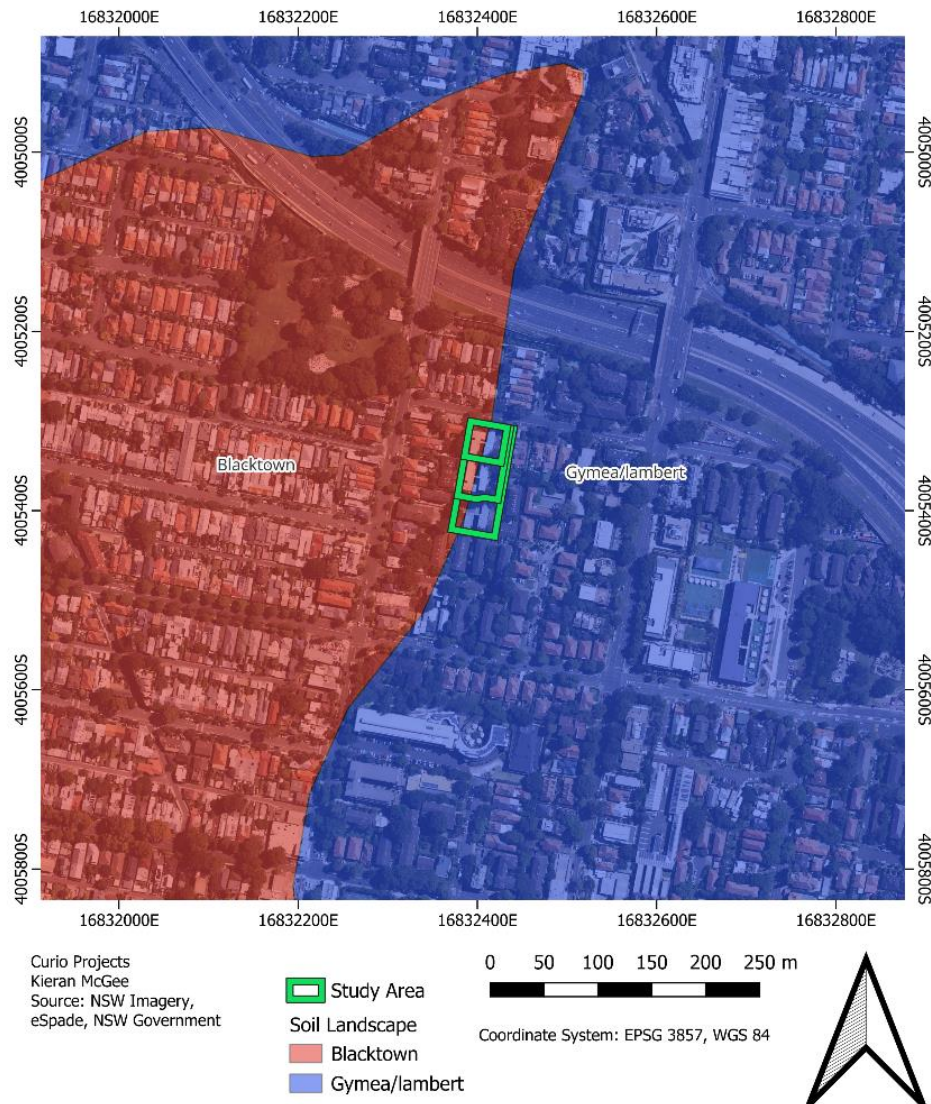 16832000E 16832200E 16832400E 16832600E 16832800E
4005000S 4005000S
4005200S 4005200S
Blacktown
Gymea/lambert
4005400S 4005400S
4005600S 4005600S
4005800S 4005800S
16832000E 16832200E 16832400E 16832600E 16832800E
Curio Projects
Kieran McGee
Source: NSW Imagery,
eSpade, NSW Government
Study Area
Soil Landscape
Blacktown
Gymea/lambert
0 50 100 150 200 250 m
Coordinate System: EPSG 3857, WGS 84